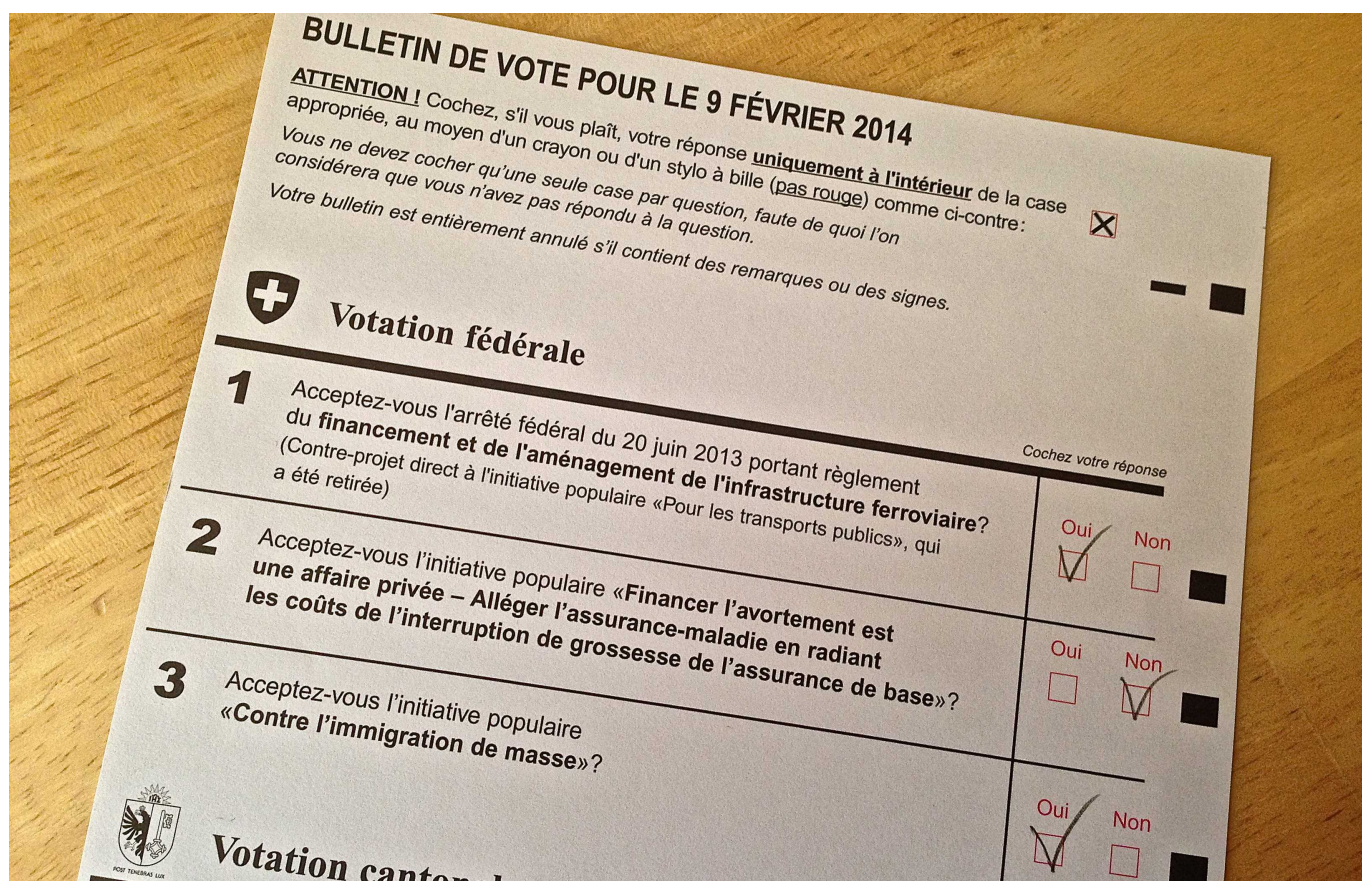 BULLETIN DE VOTE POUR LE 9 FÉVRIER 2014
ATTENTION ! Cochez, s'il vous plaît, votre réponse uniquement à l'intérieur de la case
appropriée, au moyen d'un crayon ou d'un stylo à bille (pas rouge) comme ci-contre:
Vous ne devez cocher qu'une seule case par question, faute de quoi l'on
considérera que vous n'avez pas répondu à la question.
Votre bulletin est entièrement annulé s'il contient des remarques ou des signes.
Votation fédérale
Cochez votre réponse
1 Acceptez-vous l'arrêté fédéral du 20 juin 2013 portant règlement
du financement et de l'aménagement de l'infrastructure ferroviaire?
(Contre-projet direct à l'initiative populaire «Pour les transports publics», qui
a été retirée)
Oui Non
2 Acceptez-vous l'initiative populaire «Financer l'avortement est
une affaire privée – Alléger l'assurance-maladie en radiant
les coûts de l'interruption de grossesse de l'assurance de base»?
Oui Non
3 Acceptez-vous l'initiative populaire
«Contre l'immigration de masse»?
Oui Non
IHS
POST TENEBRAS LUX
Votation